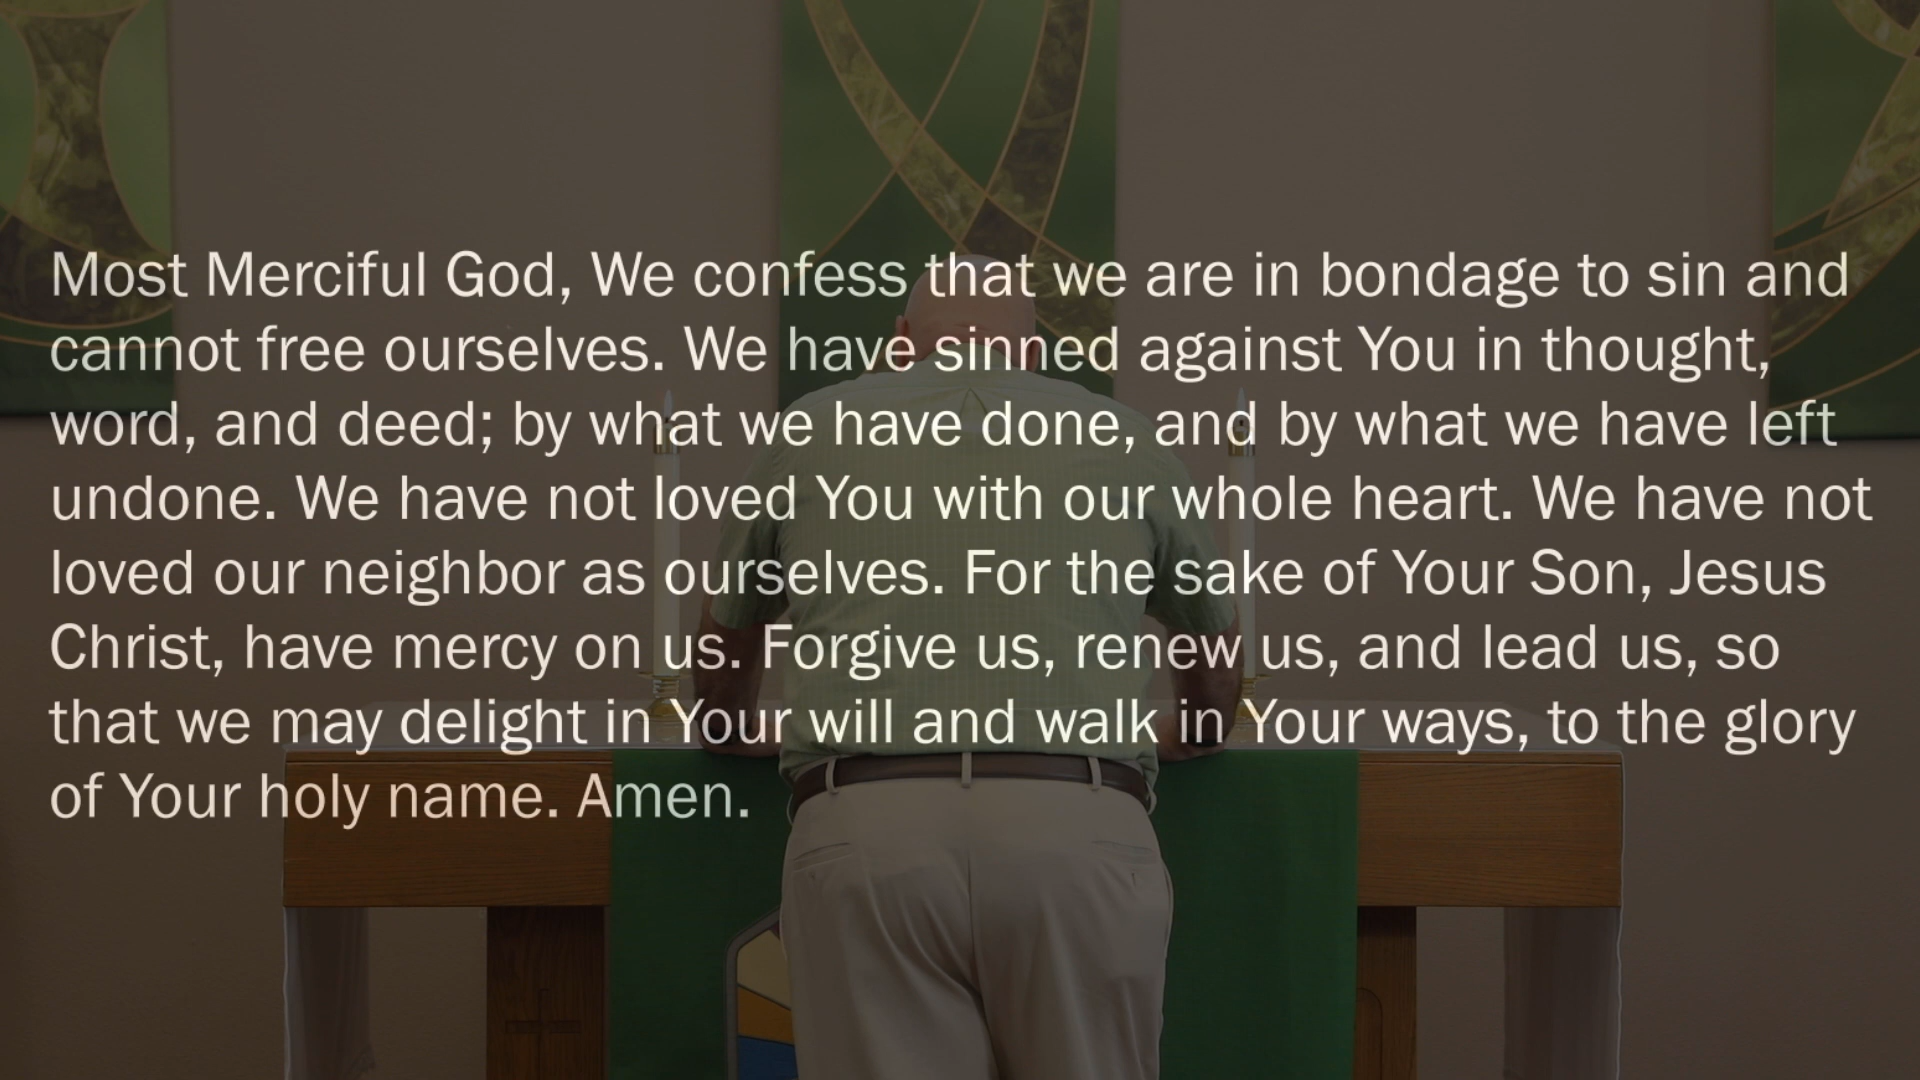 Most Merciful God, We confess that we are in bondage to sin and
cannot free ourselves. We have sinned against You in thought,
word, and deed; by what we have done, and by what we have left
undone. We have not loved You with our whole heart. We have not
loved our neighbor as ourselves. For the sake of Your Son, Jesus
Christ, have mercy on us. Forgive us, renew us, and lead us, so
that we may delight in Your will and walk in Your ways, to the glory
of Your holy name. Amen.